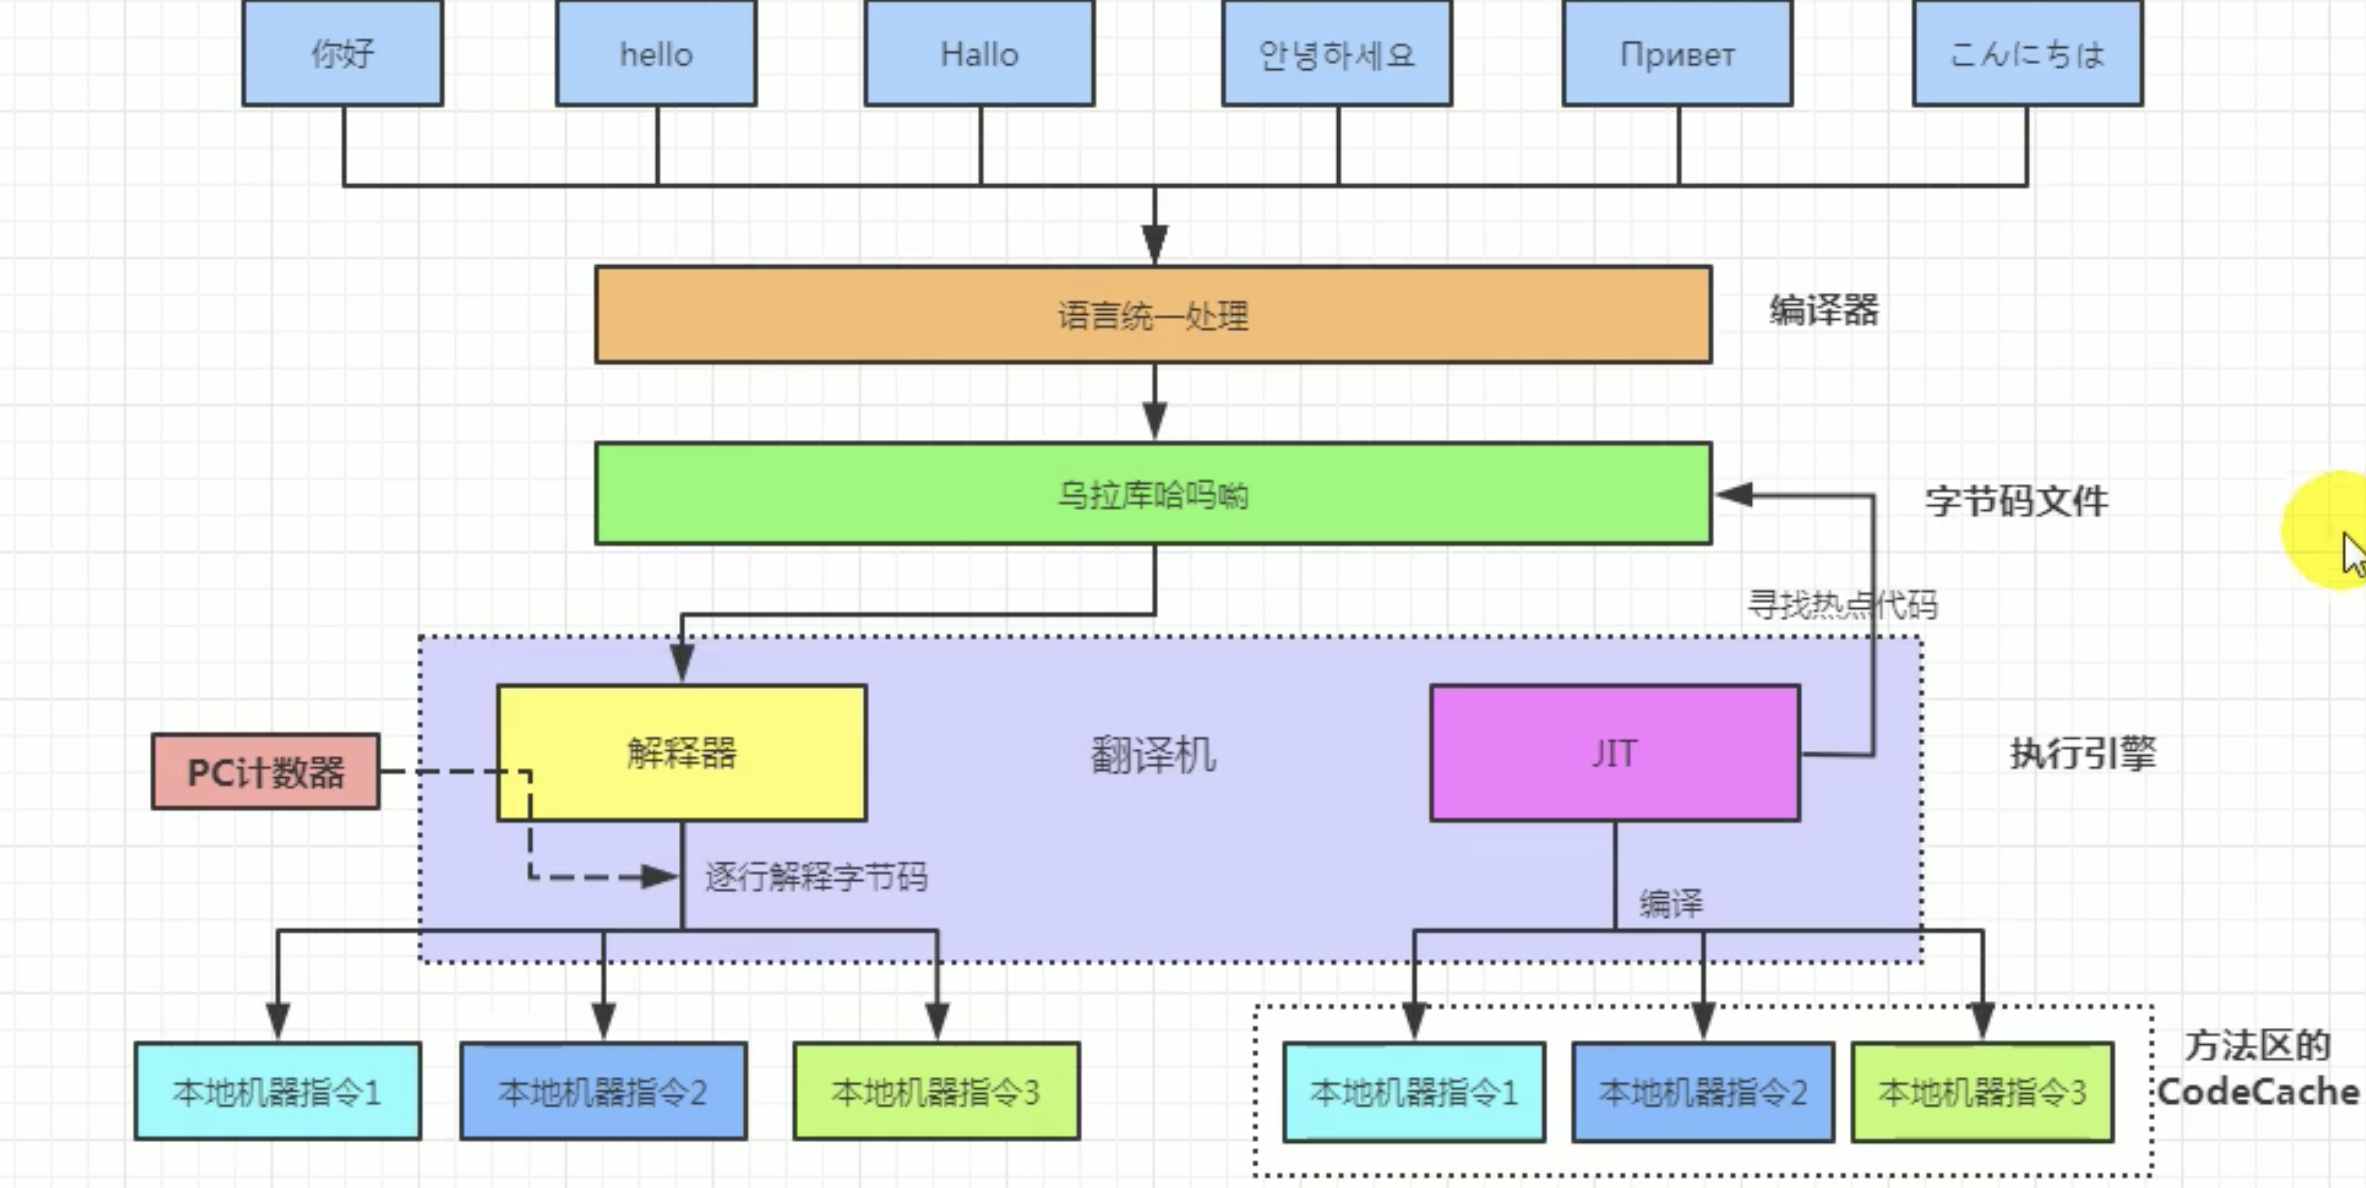 你好
hello
Hallo
안녕하세요
Привет
こんにちは
语言统一处理
编译器
乌拉库哈吗哟
字节码文件
寻找热点代码
解释器
翻译机
JIT
执行引擎
PC计数器
逐行解释字节码
编译
本地机器指令1
本地机器指令2
本地机器指令3
本地机器指令1
本地机器指令2
本地机器指令3
方法区的
CodeCache